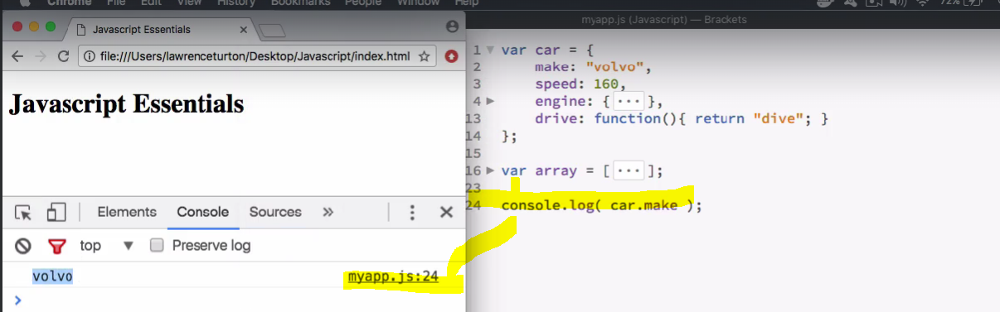 Chrome File Edit View History Bookmarks People Window Help 72%
myapp.js (Javascript) — Brackets
Javascript Essentials
file:///Users/lawrenceturton/Desktop/Javascript/index.html
Javascript Essentials
Elements Console Sources »
top ▼ Preserve log
volvo myapp.js:24
>
1 var car = {
2 make: "volvo",
3 speed: 160,
4 engine: {···},
13 drive: function(){ return "dive"; }
14 };
15
16 var array = [···];
23
24 console.log( car.make );